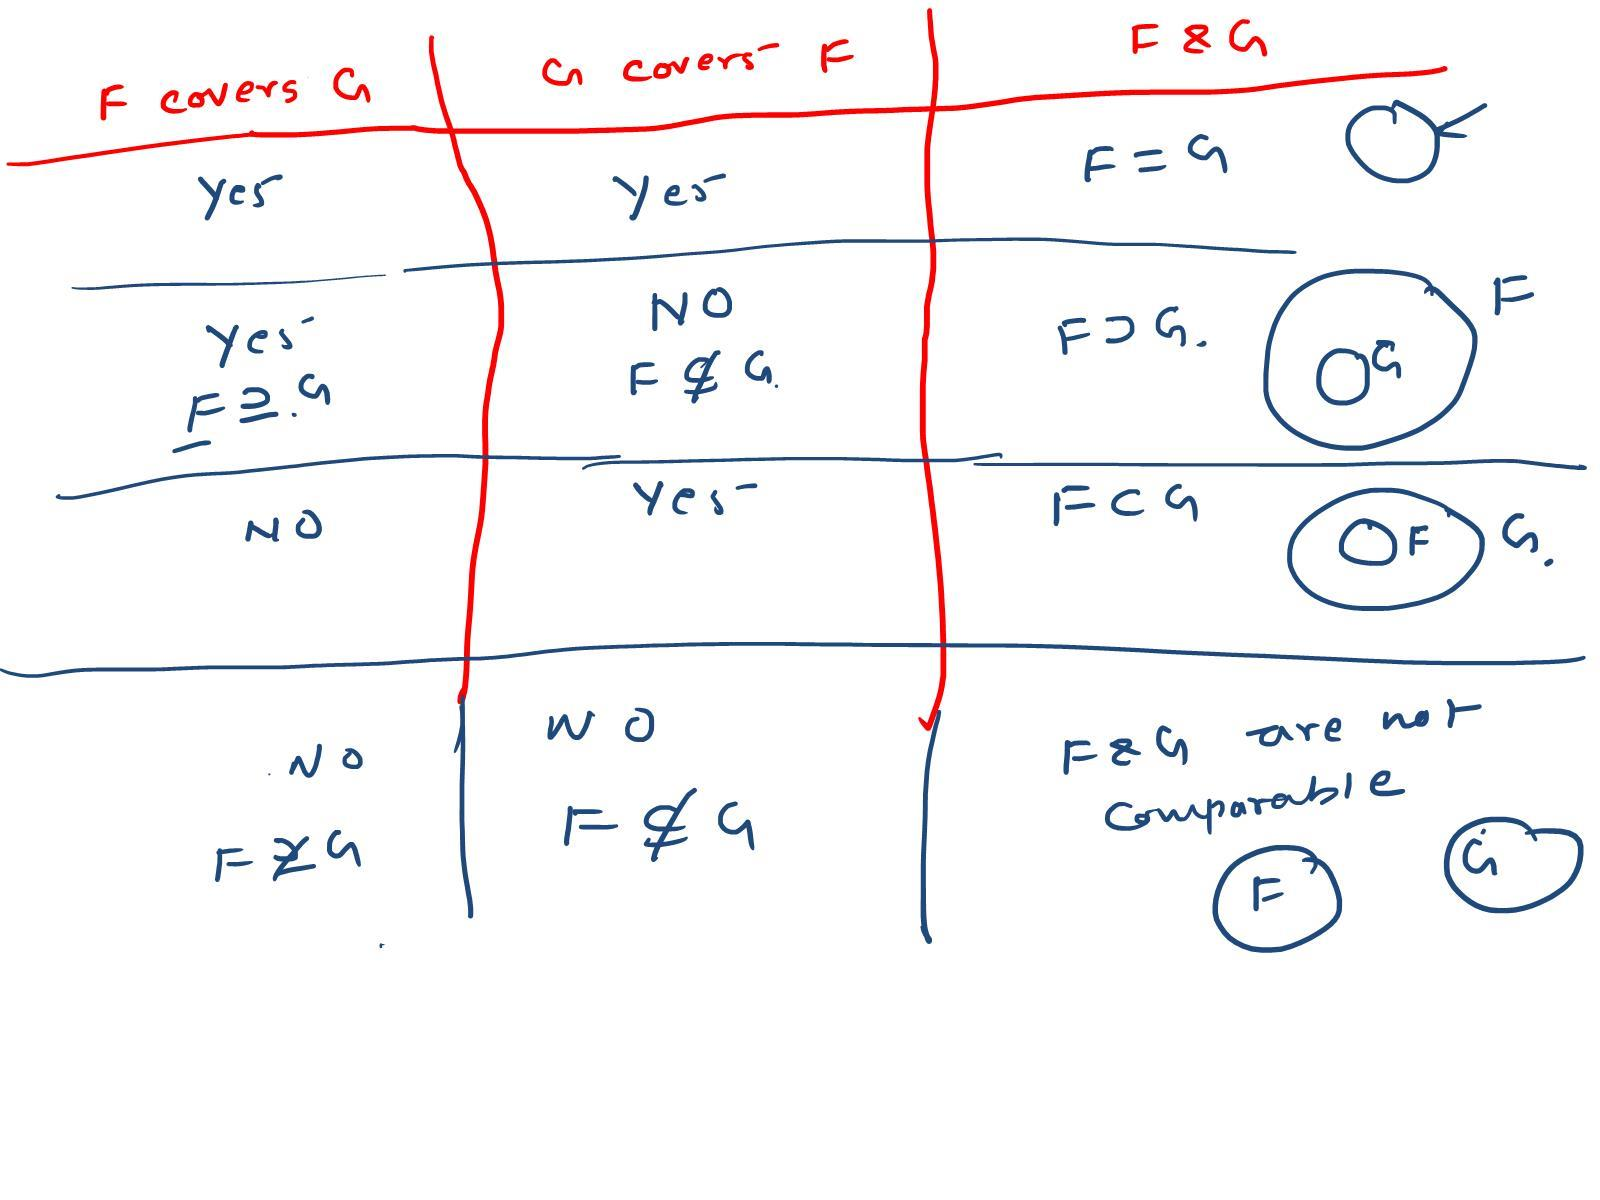 F covers G
G covers F
F & G
Yes
Yes
F = G
Yes
F ⊇ G
NO
F ⊈ G
F ⊃ G.
F
G
NO
Yes
F ⊂ G
F
G.
NO
F ⊉ G
NO
F ⊈ G
F & G are not
comparable
F
G